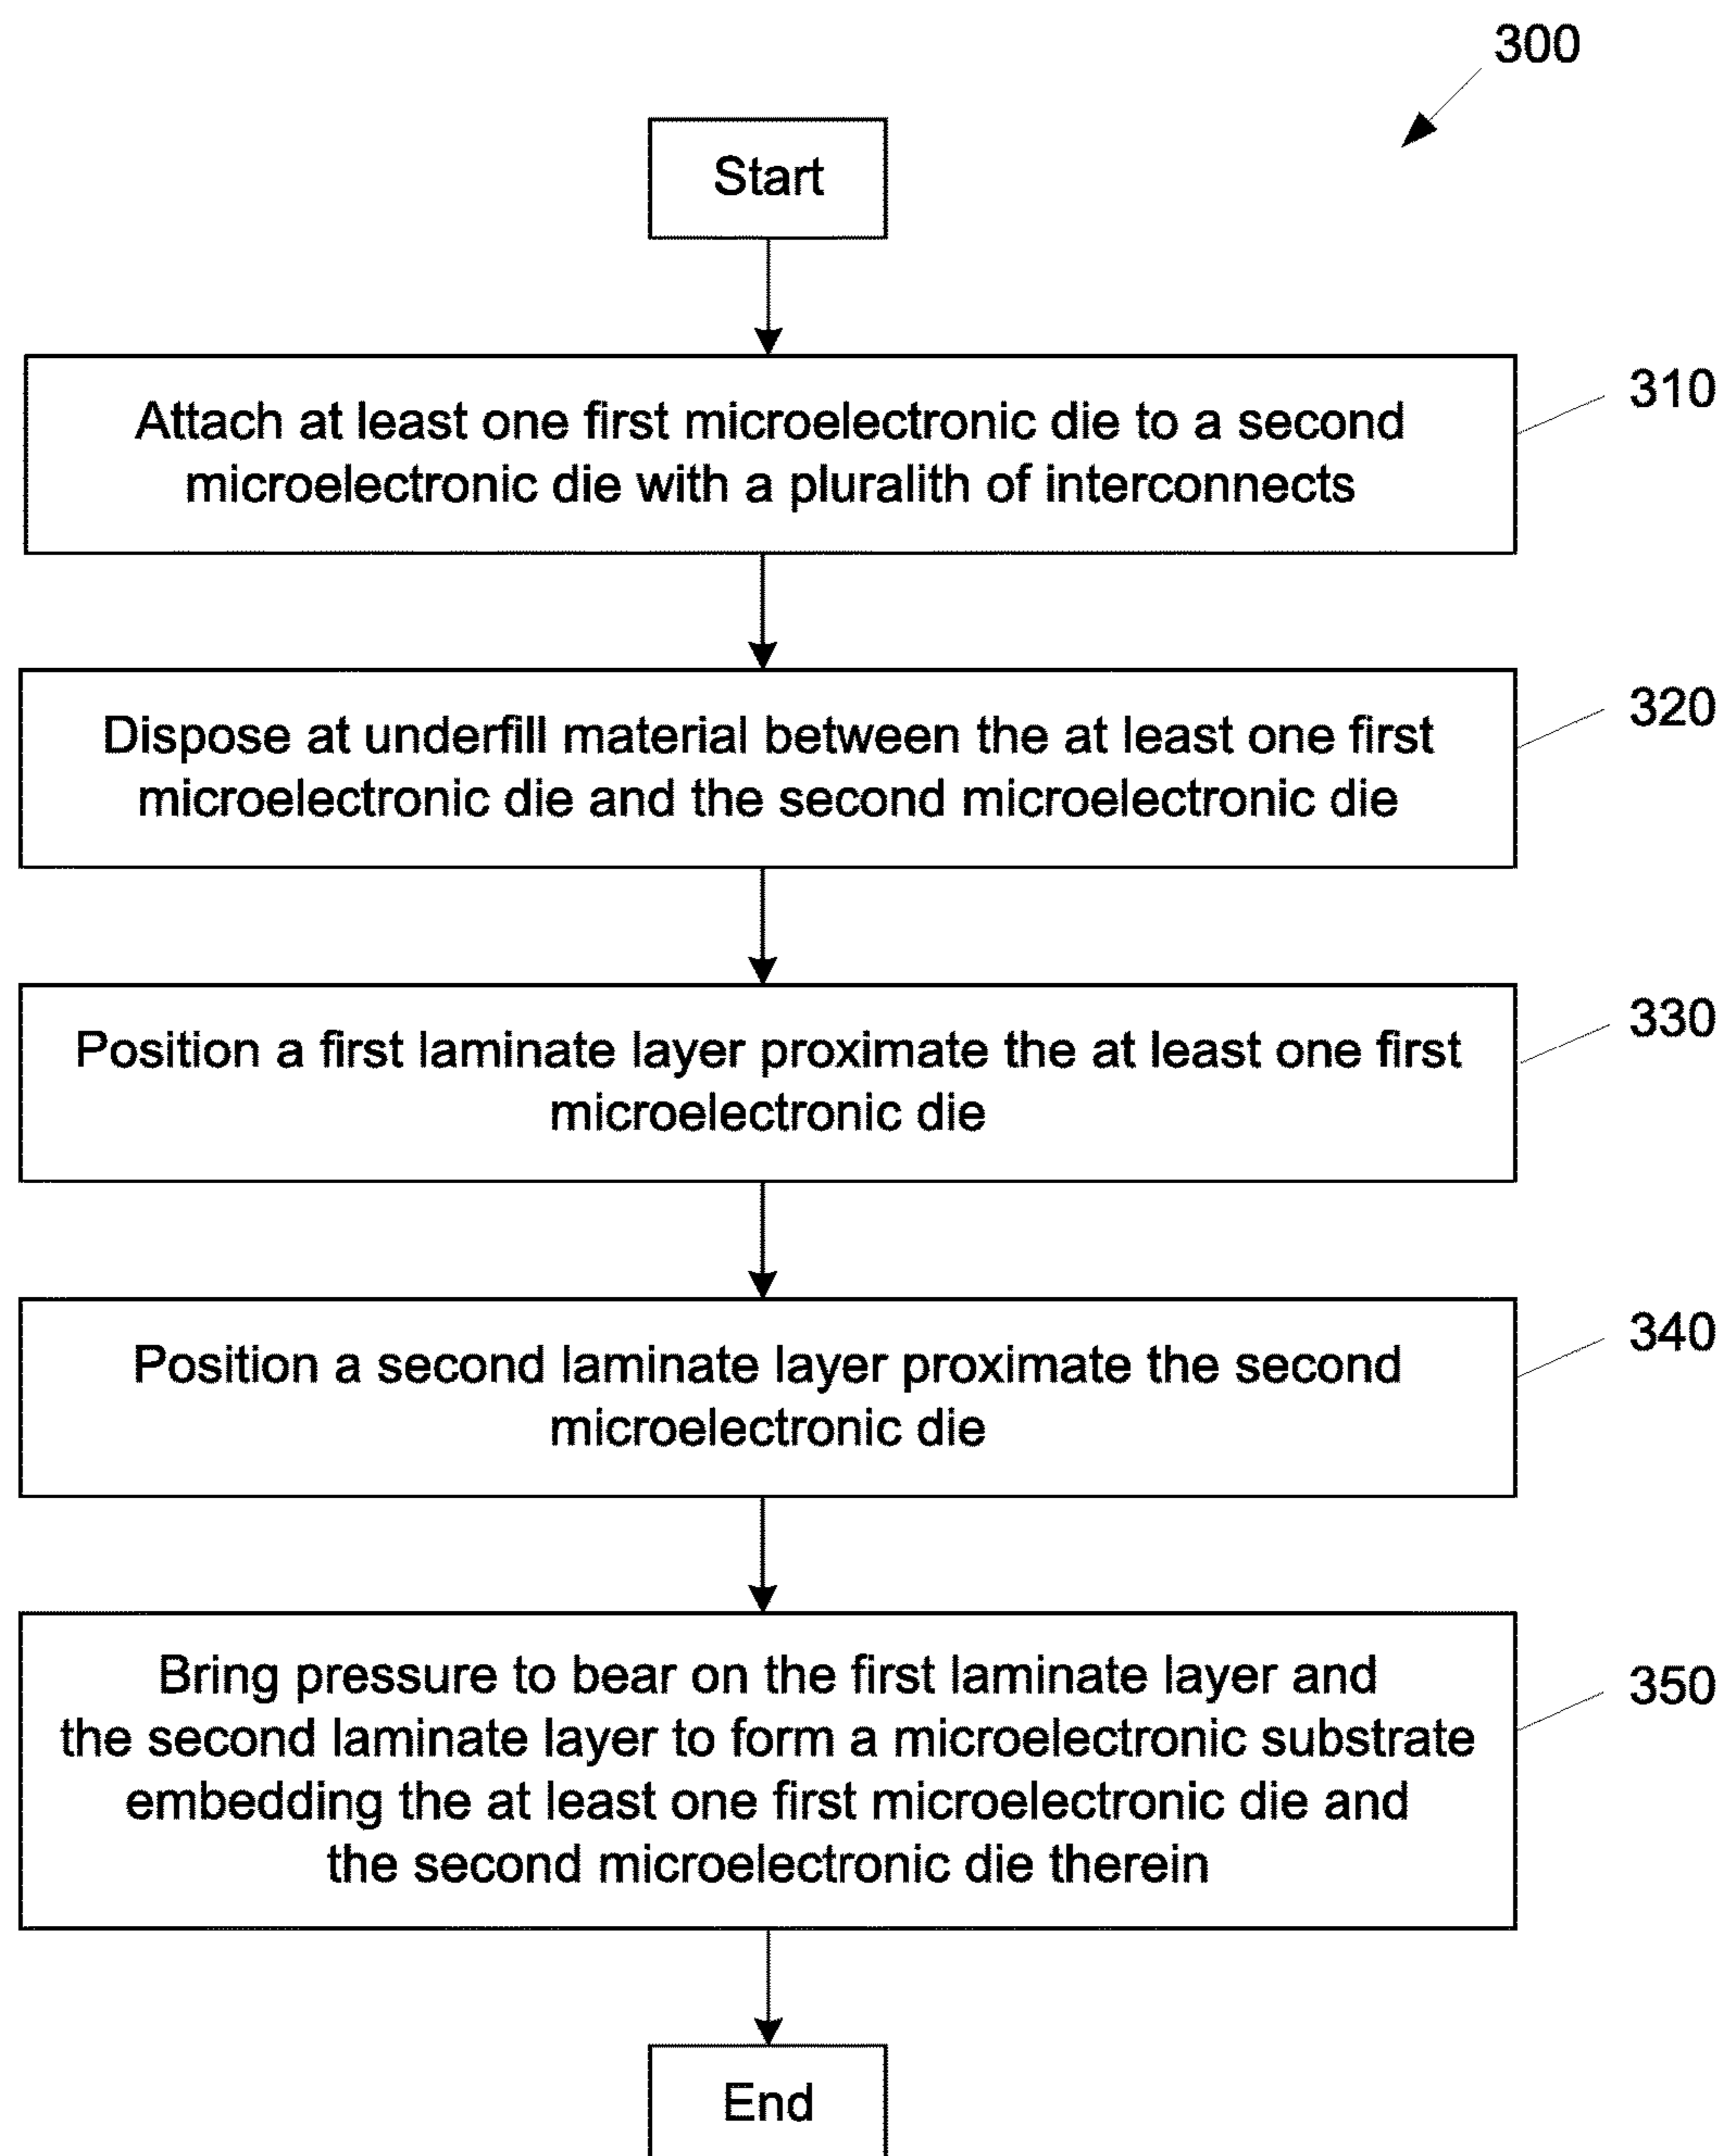 300
Start
Attach at least one first microelectronic die to a second
microelectronic die with a pluralith of interconnects
310
Dispose at underfill material between the at least one first
microelectronic die and the second microelectronic die
320
Position a first laminate layer proximate the at least one first
microelectronic die
330
Position a second laminate layer proximate the second
microelectronic die
340
Bring pressure to bear on the first laminate layer and
the second laminate layer to form a microelectronic substrate
embedding the at least one first microelectronic die and
the second microelectronic die therein
350
End